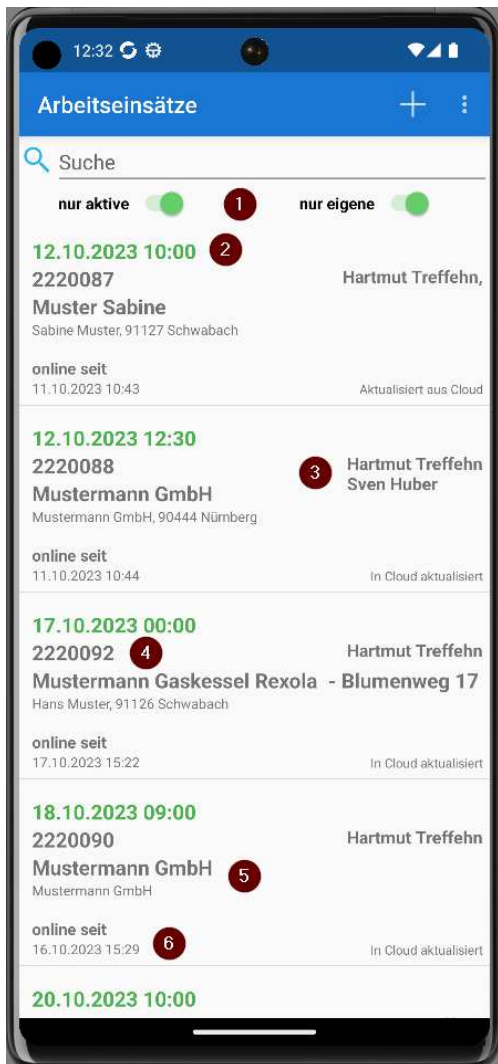 12:32
Arbeitseinsätze
Suche
nur aktive 1 nur eigene
12.10.2023 10:00 2
2220087 Hartmut Treffehn,
Muster Sabine
Sabine Muster, 91127 Schwabach
online seit
11.10.2023 10:43 Aktualisiert aus Cloud
12.10.2023 12:30
2220088 3 Hartmut Treffehn
Sven Huber
Mustermann GmbH
Mustermann GmbH, 90444 Nürnberg
online seit
11.10.2023 10:44 In Cloud aktualisiert
17.10.2023 00:00
2220092 4 Hartmut Treffehn
Mustermann Gaskessel Rexola - Blumenweg 17
Hans Muster, 91126 Schwabach
online seit
17.10.2023 15:22 In Cloud aktualisiert
18.10.2023 09:00
2220090 Hartmut Treffehn
Mustermann GmbH 5
Mustermann GmbH
online seit
16.10.2023 15:29 6 In Cloud aktualisiert
20.10.2023 10:00